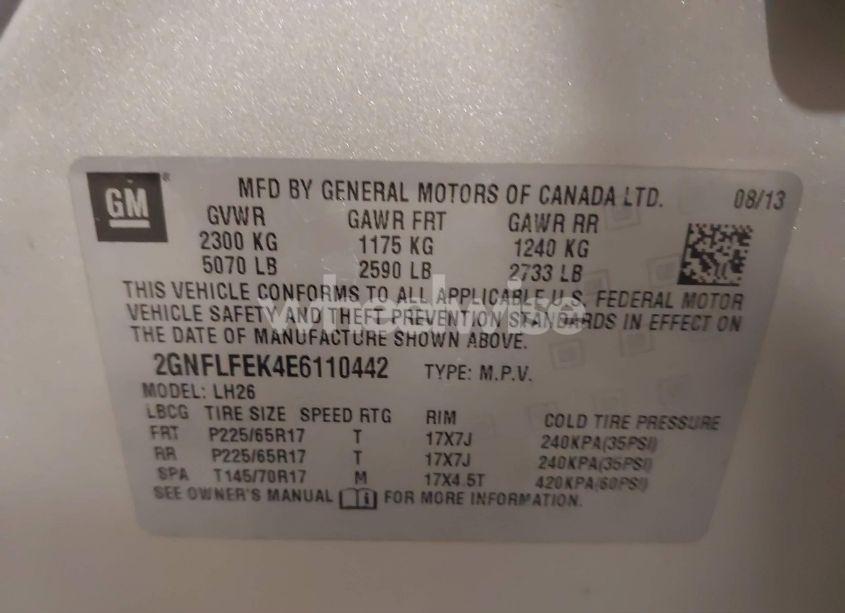 GM®
MFD BY GENERAL MOTORS OF CANADA LTD. 08/13
GVWR GAWR FRT GAWR RR
2300 KG 1175 KG 1240 KG
5070 LB 2590 LB 2733 LB
THIS VEHICLE CONFORMS TO ALL APPLICABLE U.S. FEDERAL MOTOR
VEHICLE SAFETY AND THEFT PREVENTION STANDARDS IN EFFECT ON
THE DATE OF MANUFACTURE SHOWN ABOVE.
2GNFLFEK4E6110442 TYPE: M.P.V.
MODEL: LH26
LBCG TIRE SIZE SPEED RTG RIM COLD TIRE PRESSURE
FRT P225/65R17 T 17X7J 240KPA(35PSI)
RR P225/65R17 T 17X7J 240KPA(35PSI)
SPA T145/70R17 M 17X4.5T 420KPA(60PSI)
SEE OWNER'S MANUAL FOR MORE INFORMATION.